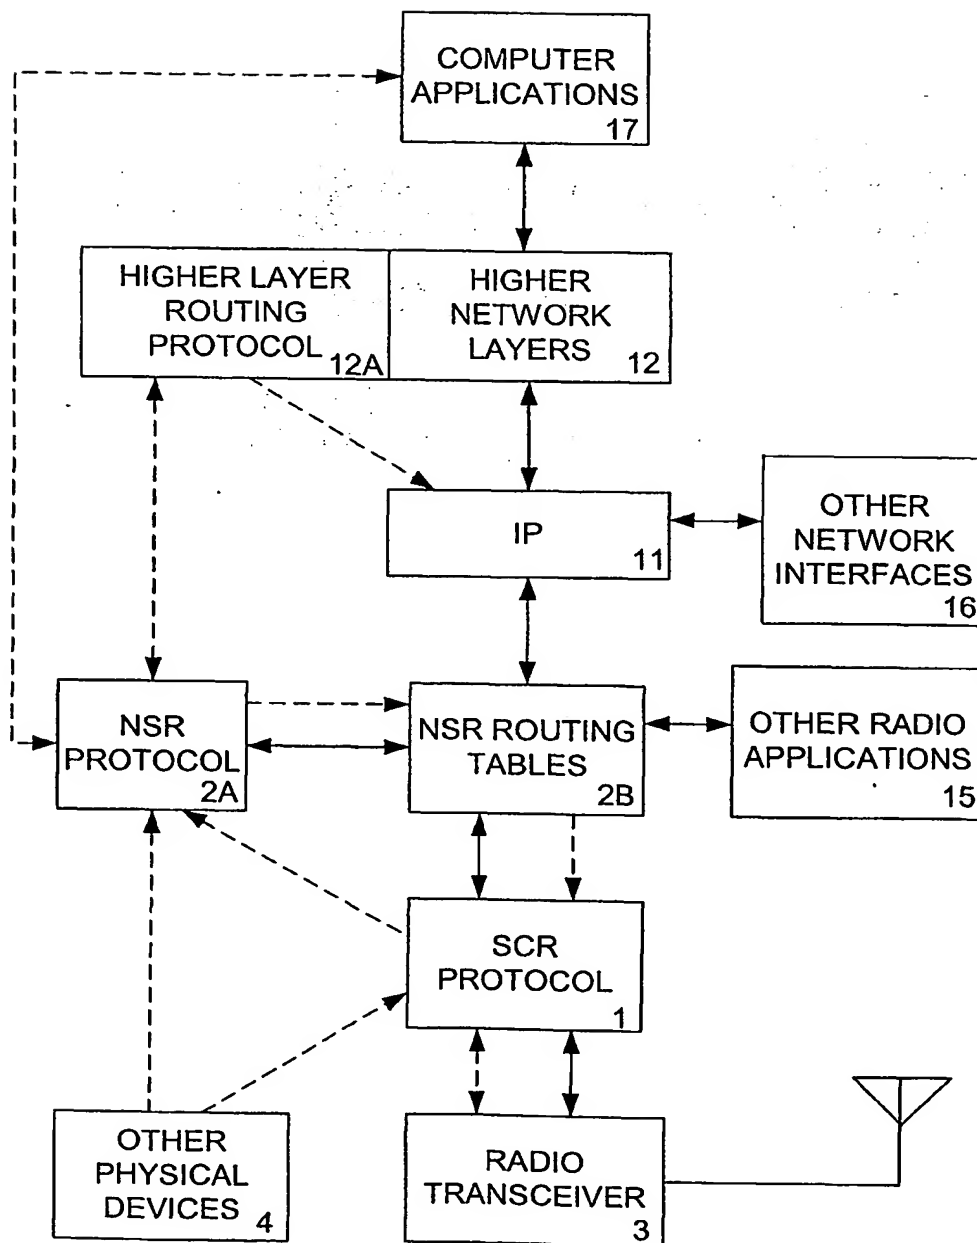 COMPUTER
APPLICATIONS
17
HIGHER LAYER
ROUTING
PROTOCOL
12A
HIGHER
NETWORK
LAYERS
12
IP
11
OTHER
NETWORK
INTERFACES
16
NSR
PROTOCOL
2A
NSR ROUTING
TABLES
2B
OTHER RADIO
APPLICATIONS
15
SCR
PROTOCOL
1
OTHER
PHYSICAL
DEVICES
4
RADIO
TRANSCEIVER
3